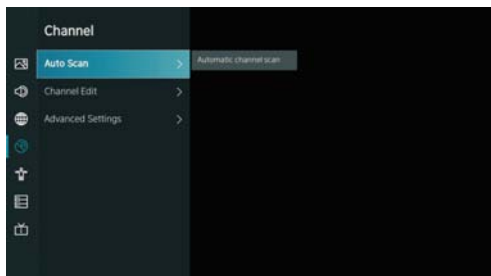 Channel
Auto Scan
Automatic channel scan
Channel Edit
Advanced Settings